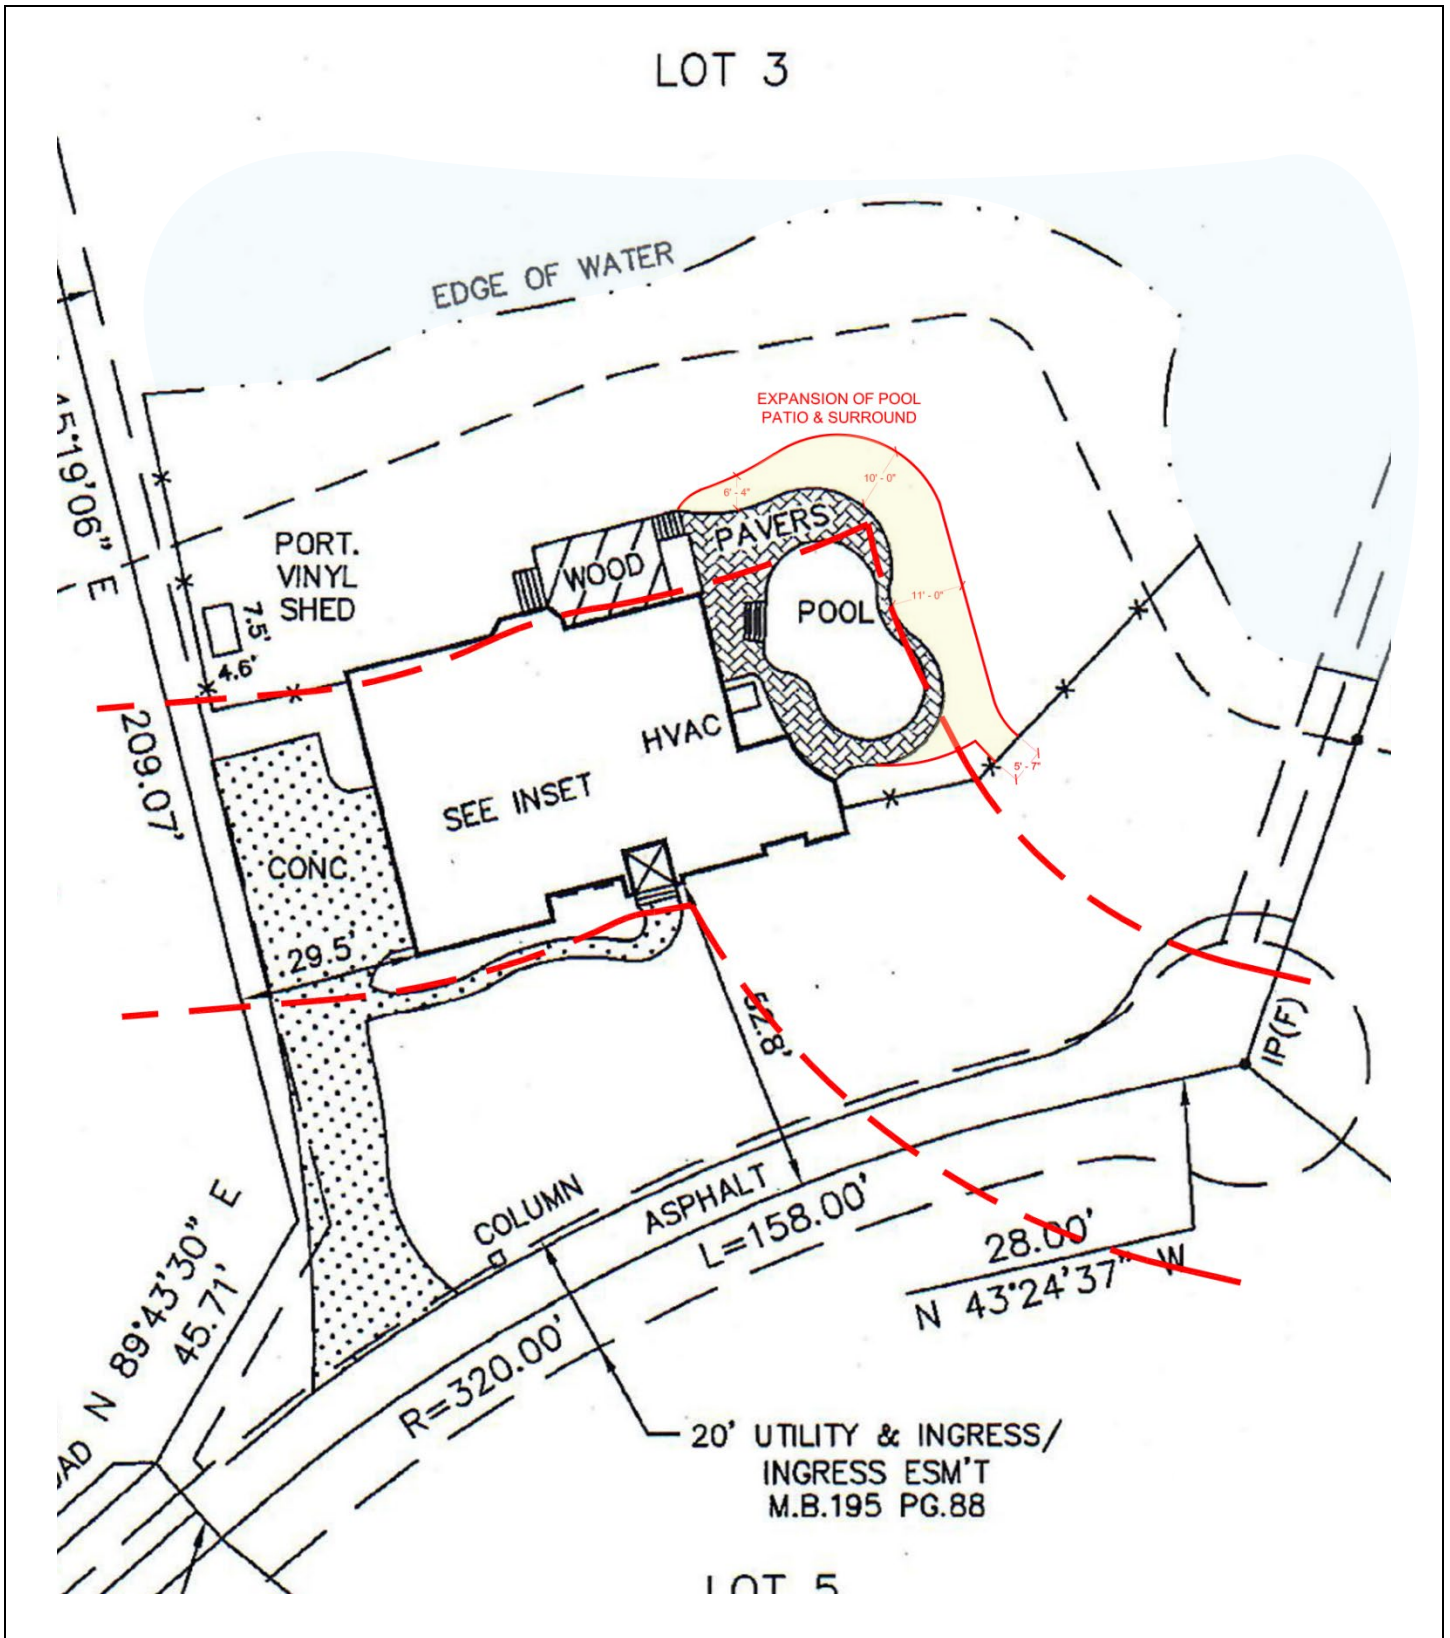 LOT 3
EDGE OF WATER
EXPANSION OF POOL
PATIO & SURROUND
6' - 4"
10' - 0"
11' - 0"
5' - 7"
45°19'06" E
209.07'
PORT.
VINYL
SHED
7.5'
4.6'
WOOD
PAVERS
POOL
HVAC
SEE INSET
CONC.
29.5'
52.8'
IP(F)
COLUMN
ASPHALT
L=158.00'
R=320.00'
28.00'
N 43°24'37" W
N 89°43'30" E
45.71'
20' UTILITY & INGRESS/
INGRESS ESM'T
M.B.195 PG.88
LOT 5